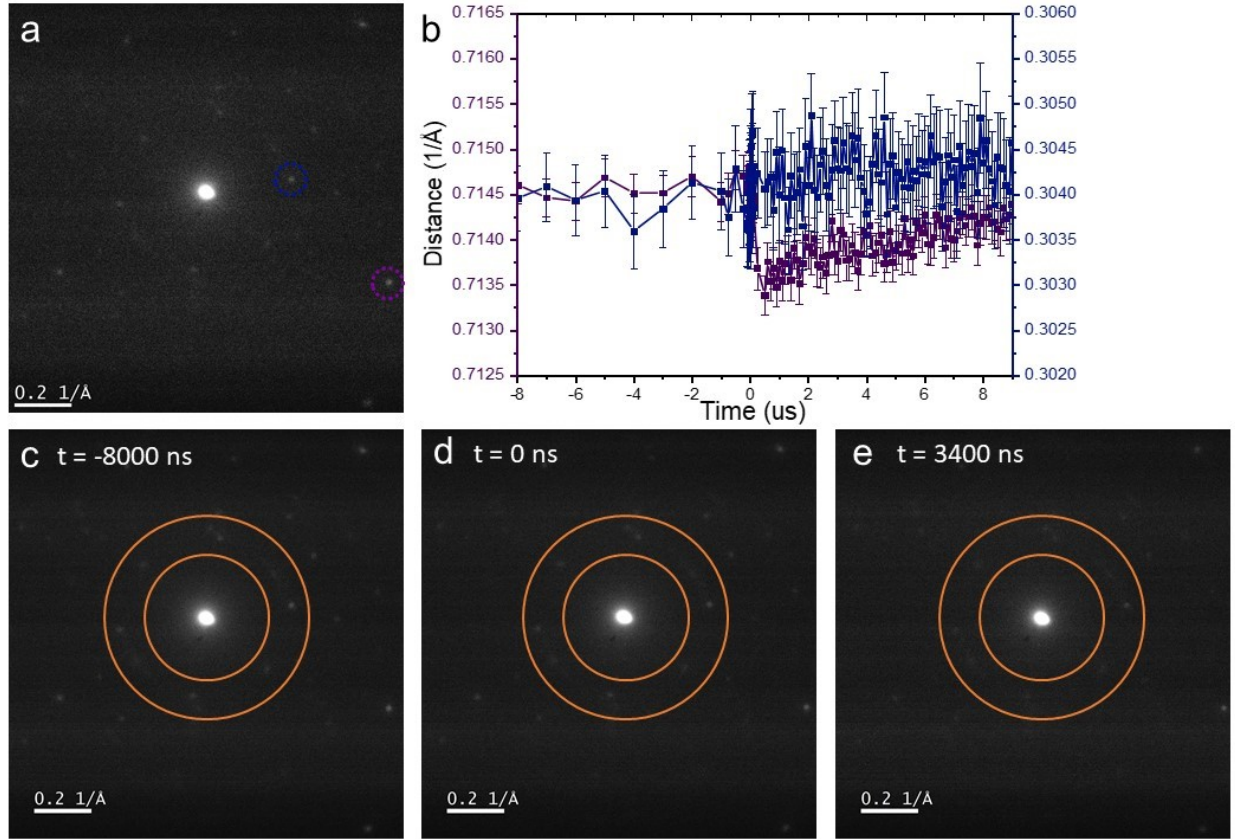 a
0.2 1/Å
b
Distance (1/Å)
0.7165
0.7160
0.7155
0.7150
0.7145
0.7140
0.7135
0.7130
0.7125
0.3060
0.3055
0.3050
0.3045
0.3040
0.3035
0.3030
0.3025
0.3020
-8 -6 -4 -2 0 2 4 6 8
Time (us)
c t = -8000 ns
0.2 1/Å
d t = 0 ns
0.2 1/Å
e t = 3400 ns
0.2 1/Å